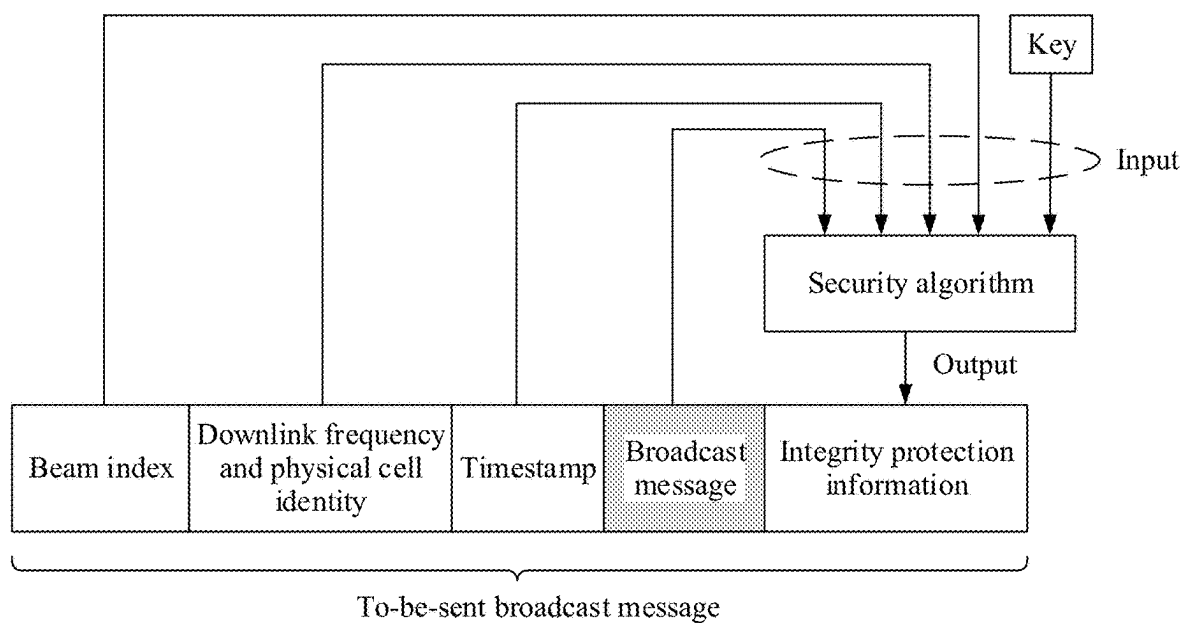 Key
Input
Security algorithm
Output
Beam index
Downlink frequency
and physical cell
identity
Timestamp
Broadcast
message
Integrity protection
information
To-be-sent broadcast message